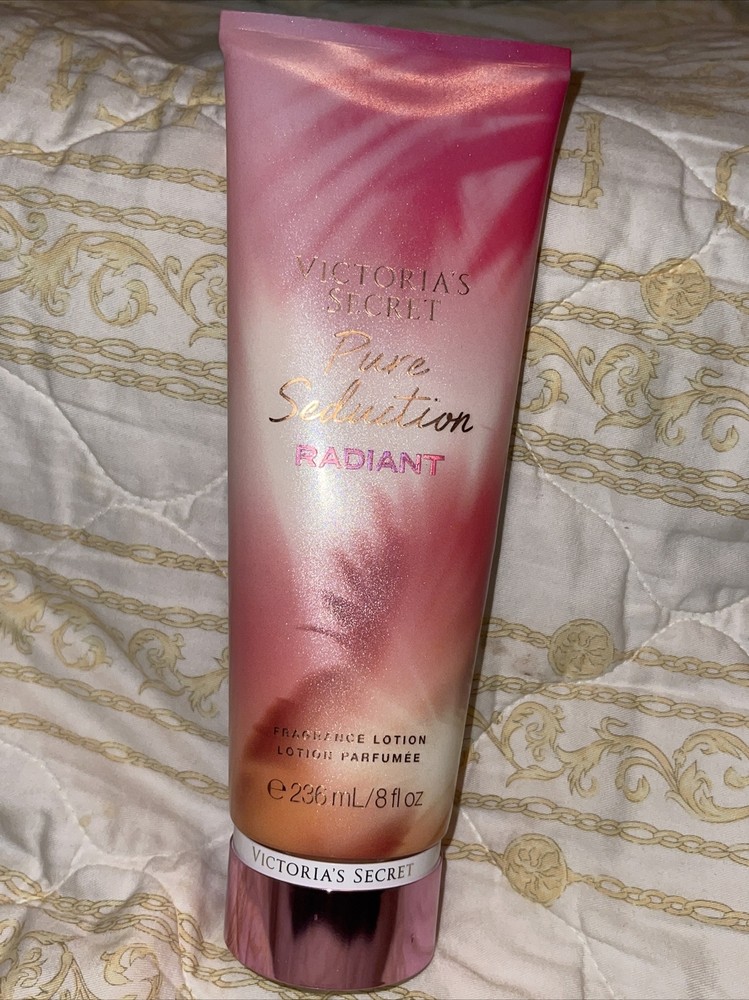 VICTORIA'S
SECRET
Pure
Seduction
RADIANT
FRAGRANCE LOTION
LOTION PARFUMÉE
℮ 236 mL/8 fl oz
VICTORIA'S SECRET